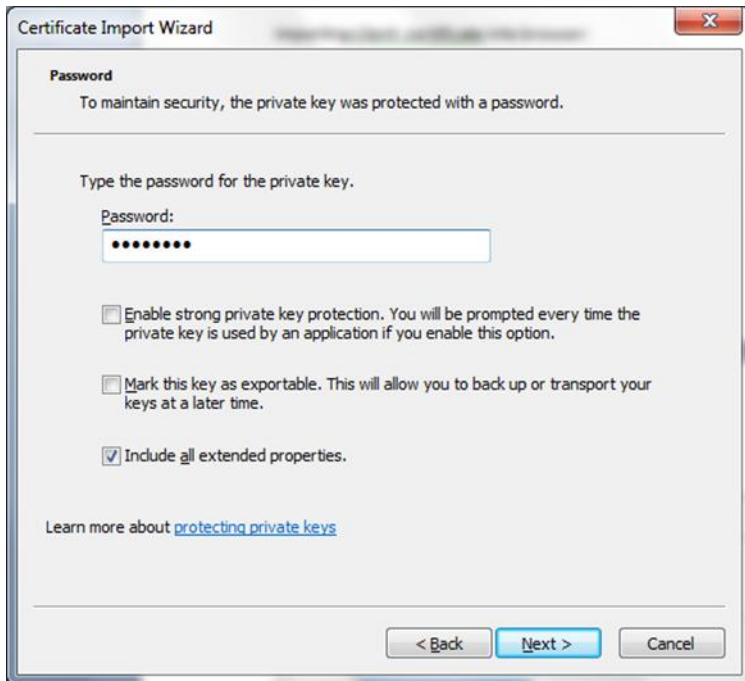 Certificate Import Wizard
Password
To maintain security, the private key was protected with a password.
Type the password for the private key.
Password:
••••••••
Enable strong private key protection. You will be prompted every time the
private key is used by an application if you enable this option.
Mark this key as exportable. This will allow you to back up or transport your
keys at a later time.
Include all extended properties.
Learn more about protecting private keys
< Back
Next >
Cancel